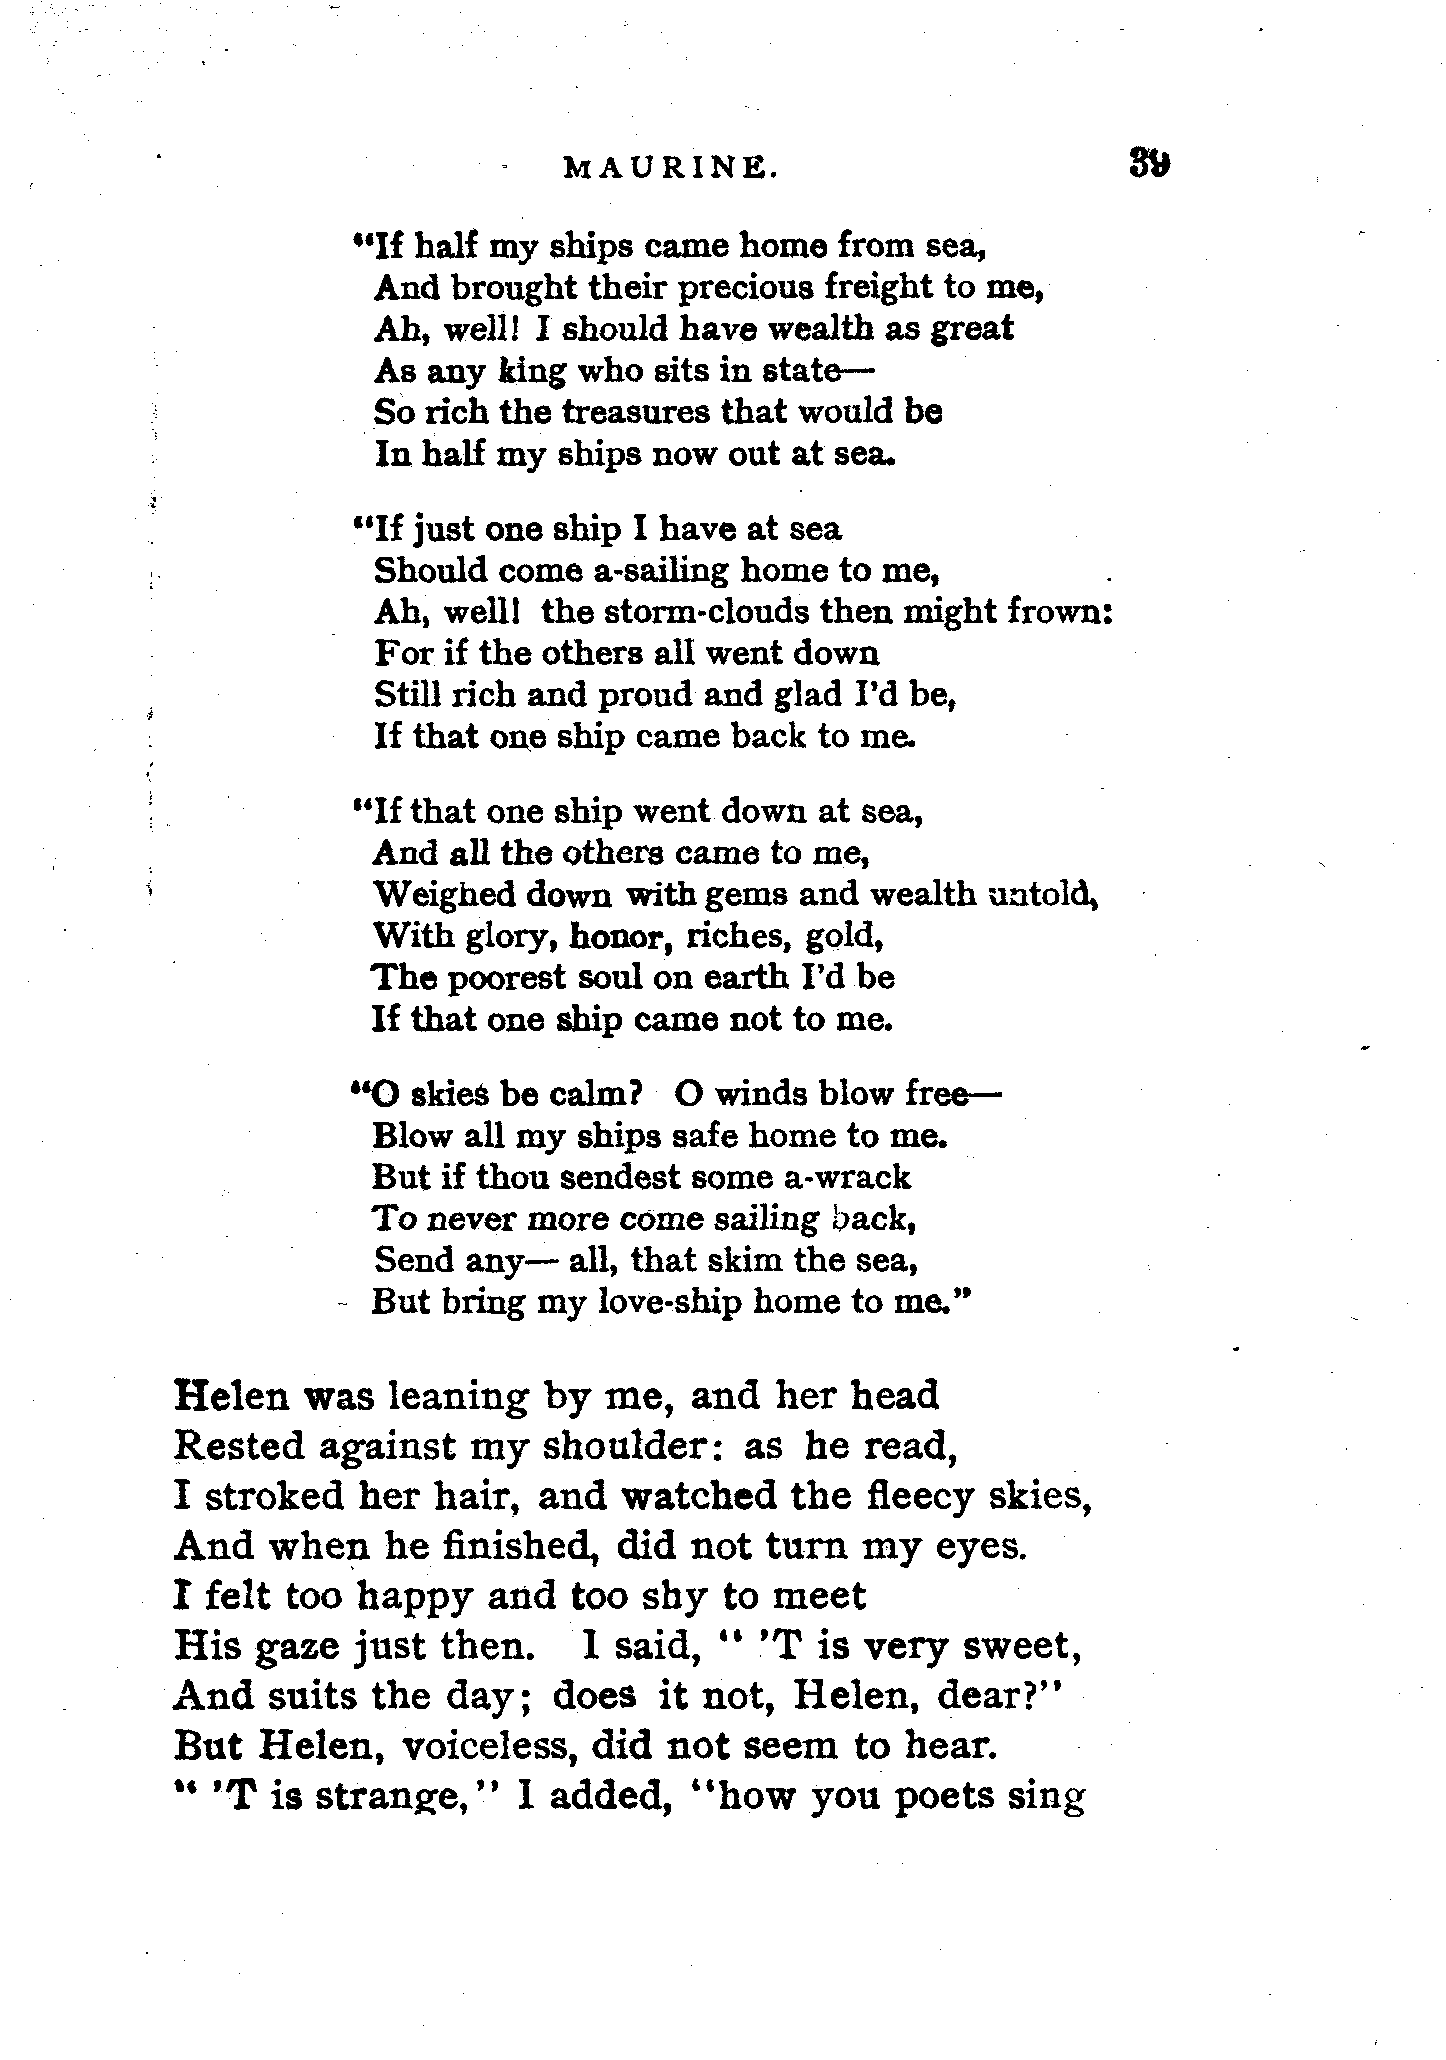 MAURINE. 39
“If half my ships came home from sea,
And brought their precious freight to me,
Ah, well! I should have wealth as great
As any king who sits in state—
So rich the treasures that would be
In half my ships now out at sea.
“If just one ship I have at sea
Should come a-sailing home to me,
Ah, well! the storm-clouds then might frown:
For if the others all went down
Still rich and proud and glad I’d be,
If that one ship came back to me.
“If that one ship went down at sea,
And all the others came to me,
Weighed down with gems and wealth untold,
With glory, honor, riches, gold,
The poorest soul on earth I’d be
If that one ship came not to me.
“O skies be calm? O winds blow free—
Blow all my ships safe home to me.
But if thou sendest some a-wrack
To never more come sailing back,
Send any— all, that skim the sea,
But bring my love-ship home to me.”
Helen was leaning by me, and her head
Rested against my shoulder: as he read,
I stroked her hair, and watched the fleecy skies,
And when he finished, did not turn my eyes.
I felt too happy and too shy to meet
His gaze just then. I said, “ ’T is very sweet,
And suits the day; does it not, Helen, dear?”
But Helen, voiceless, did not seem to hear.
“ ’T is strange,” I added, “how you poets sing